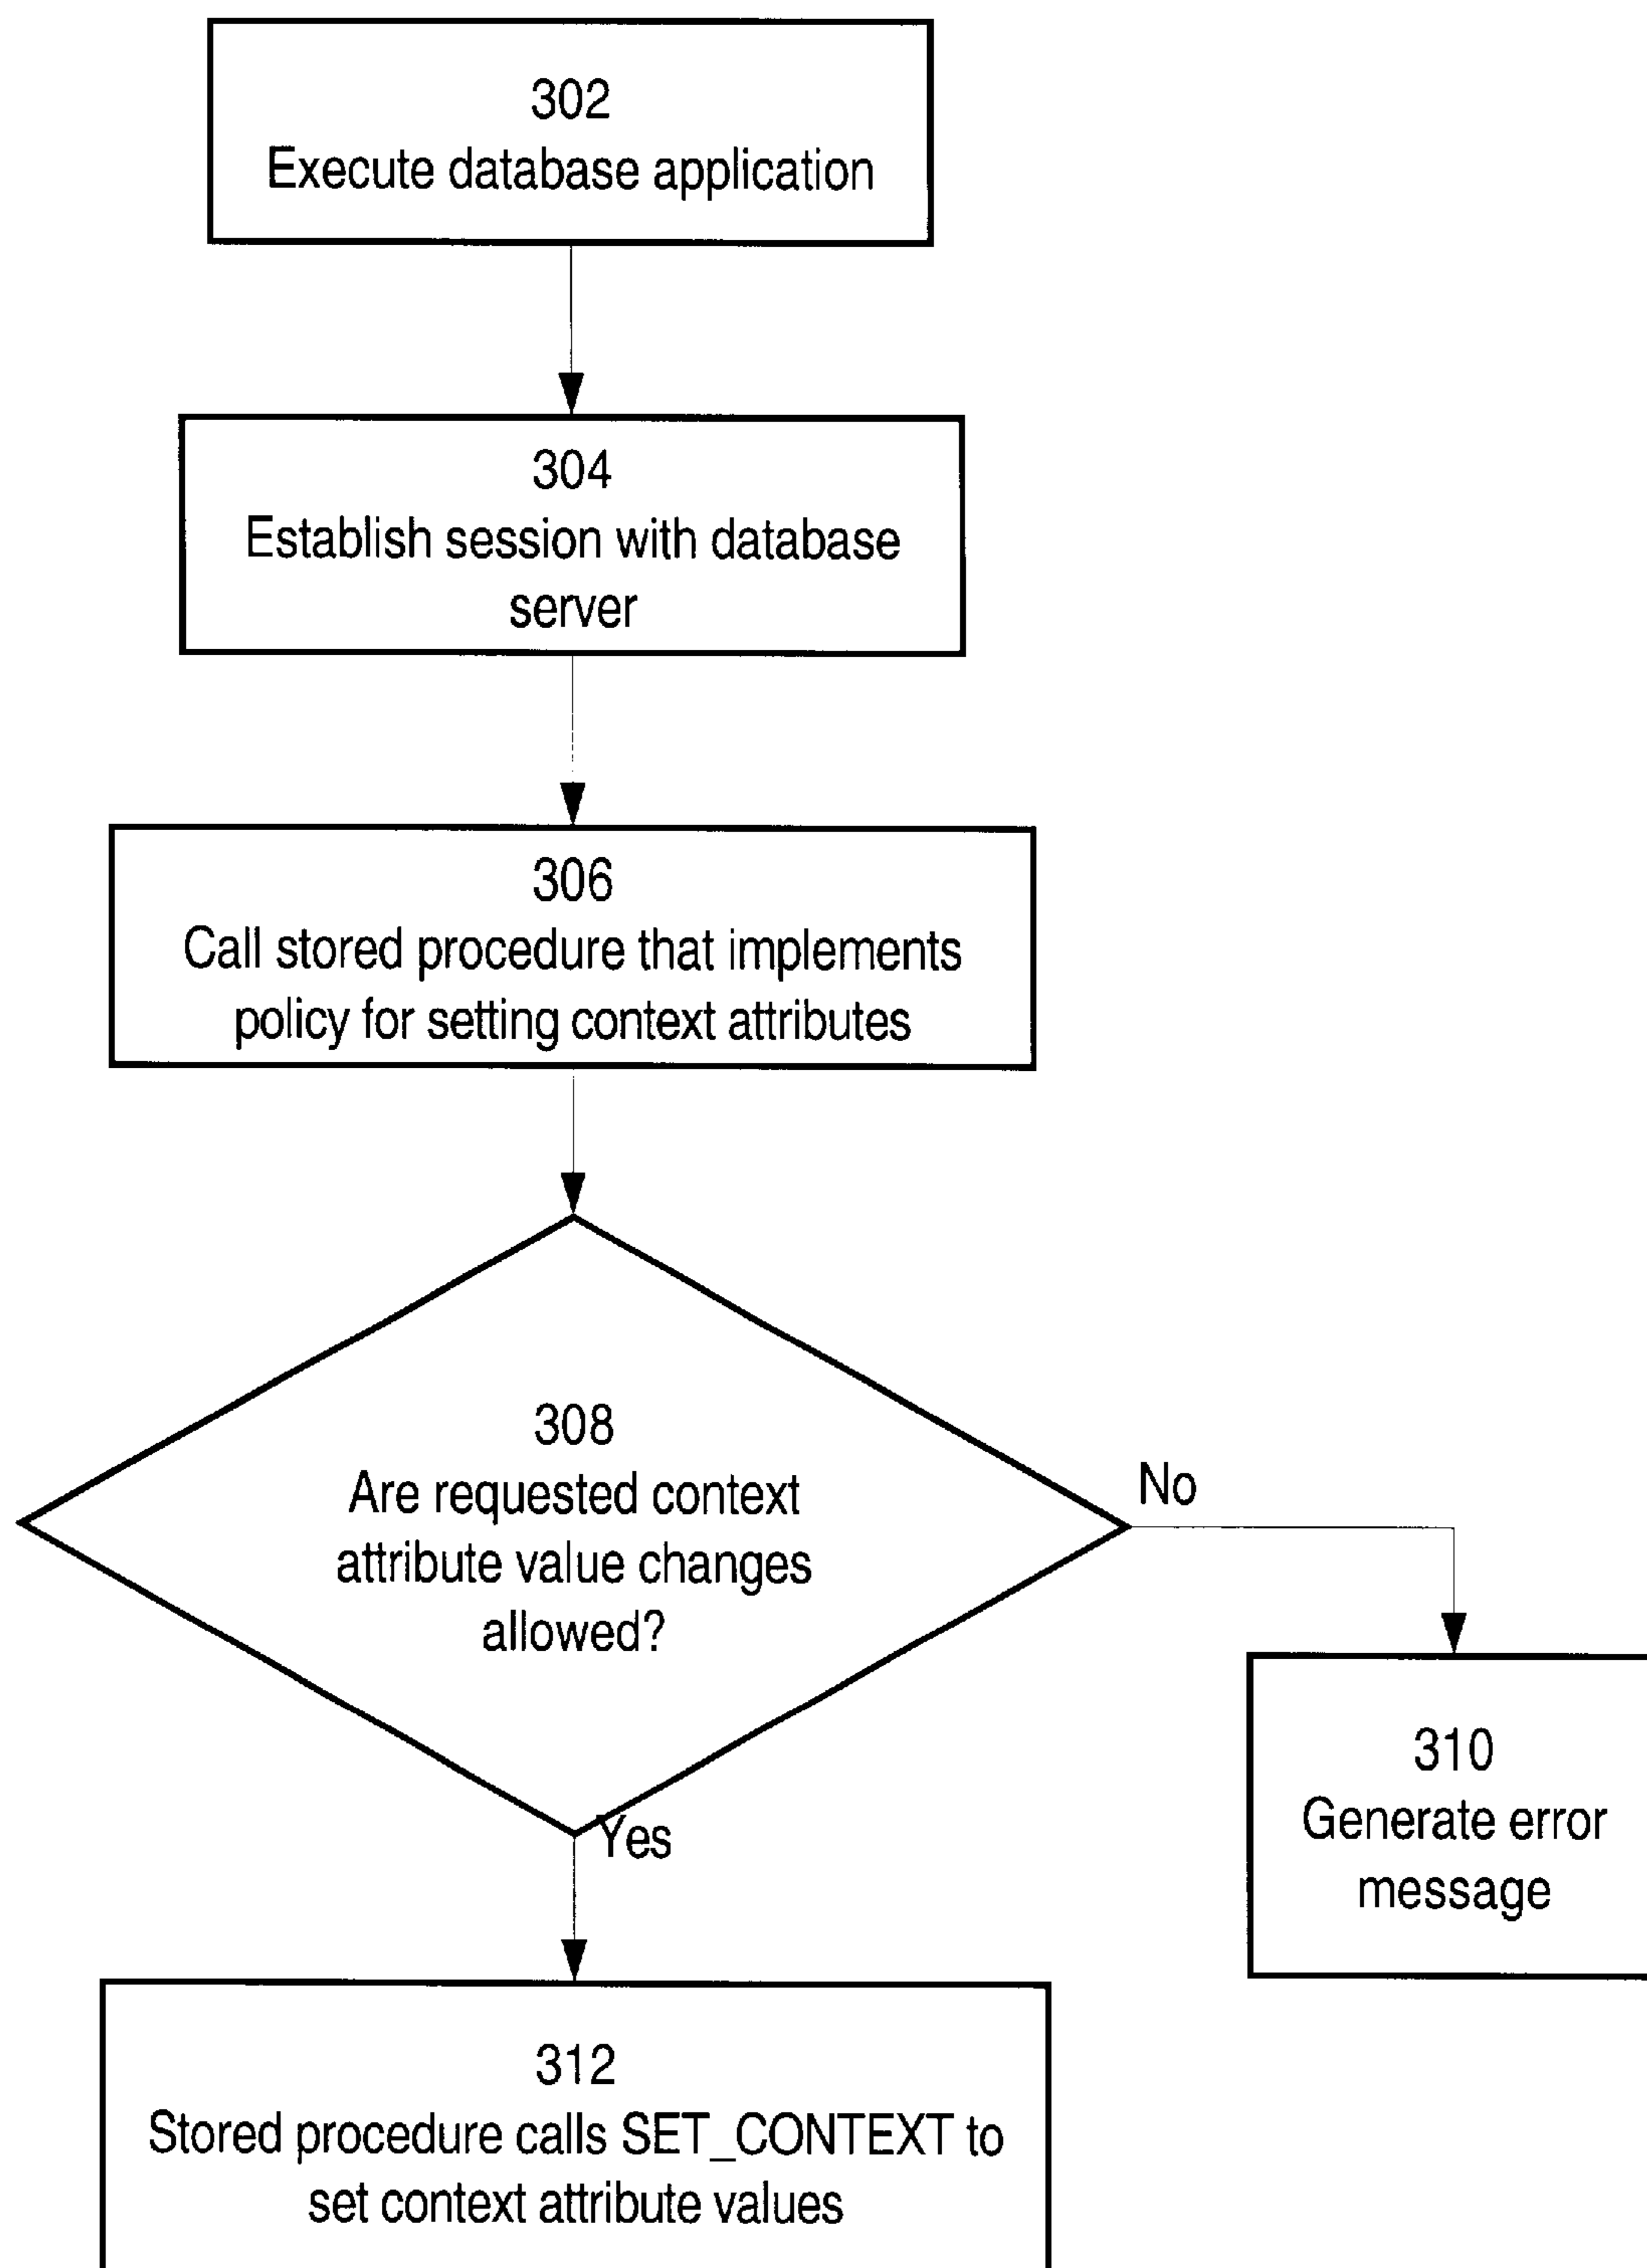 302
Execute database application
304
Establish session with database
server
306
Call stored procedure that implements
policy for setting context attributes
308
Are requested context
attribute value changes
allowed?
No
Yes
310
Generate error
message
312
Stored procedure calls SET_CONTEXT to
set context attribute values